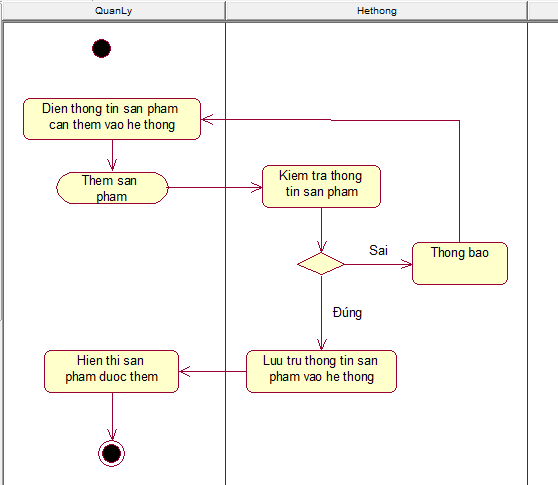 QuanLy
Hethong
Dien thong tin san pham
can them vao he thong
Them san
pham
Kiem tra thong
tin san pham
Sai
Thong bao
Đúng
Hien thi san
pham duoc them
Luu tru thong tin san
pham vao he thong